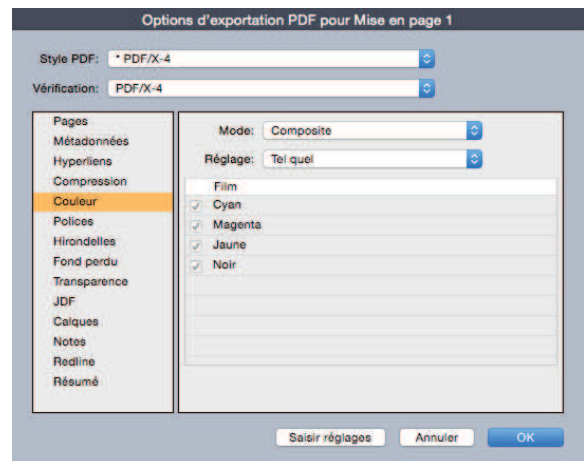 Options d'exportation PDF pour Mise en page 1
Style PDF: * PDF/X-4
Vérification: PDF/X-4
Pages
Métadonnées
Hyperliens
Compression
Couleur
Polices
Hirondelles
Fond perdu
Transparence
JDF
Calques
Notes
Redline
Résumé
Mode: Composite
Réglage: Tel quel
Film
Cyan
Magenta
Jaune
Noir
Saisir réglages Annuler OK